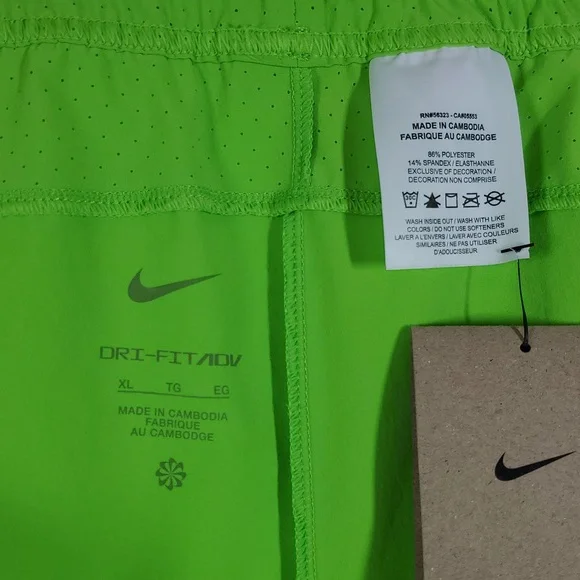 RN#56323 - CA#05553
MADE IN CAMBODIA
FABRIQUE AU CAMBODGE
86% POLYESTER
14% SPANDEX / ELASTHANNE
EXCLUSIVE OF DECORATION /
DECORATION NON COMPRISE
30C
WASH INSIDE OUT / WASH WITH LIKE
COLORS / DO NOT USE SOFTENERS
LAVER A L'ENVERS / LAVER AVEC COULEURS
SIMILAIRES / NE PAS UTILISER
D'ADOUCISSEUR
DRI-FIT ADV
XL TG EG
MADE IN CAMBODIA
FABRIQUE
AU CAMBODGE